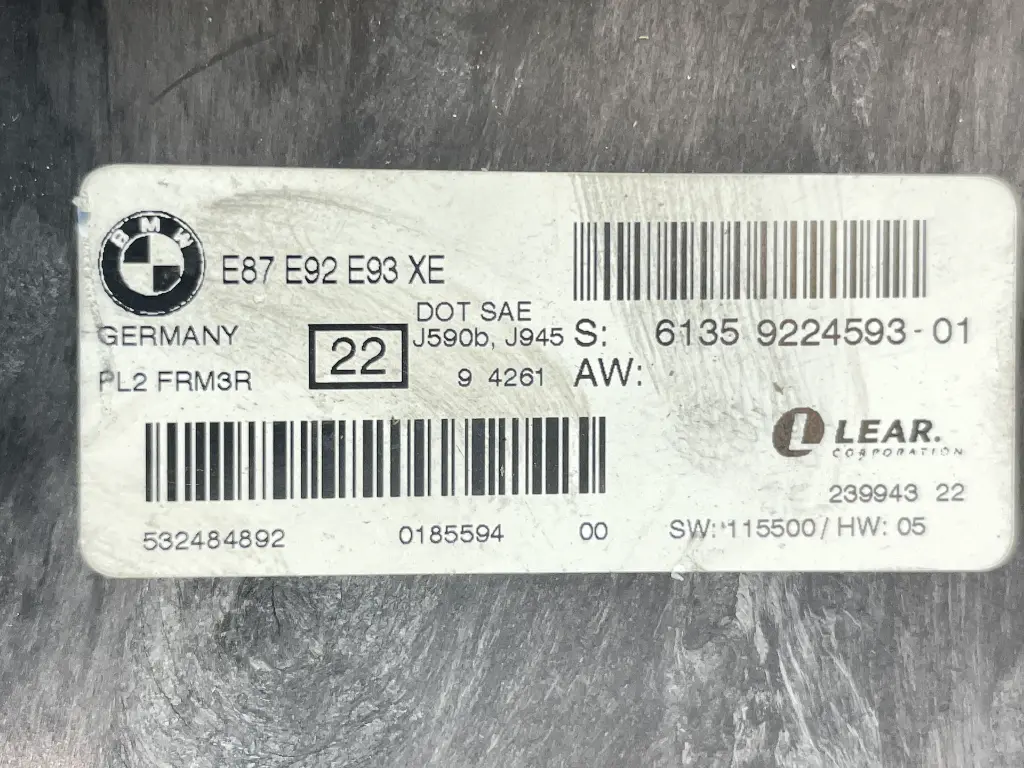 BMW
E87 E92 E93 XE
DOT SAE
GERMANY
22
J590b, J945
S: 6135 9224593-01
PL2 FRM3R
9 4261
AW:
L LEAR.
CORPORATION
239943 22
532484892 0185594 00
SW: 115500 / HW: 05